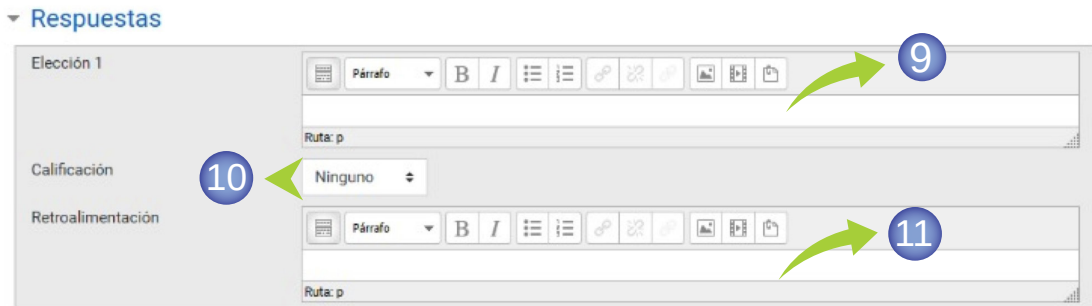 Respuestas
Elección 1
Párrafo B I
9
Ruta: p
Calificación
10
Ninguno
Retroalimentación
Párrafo B I
11
Ruta: p